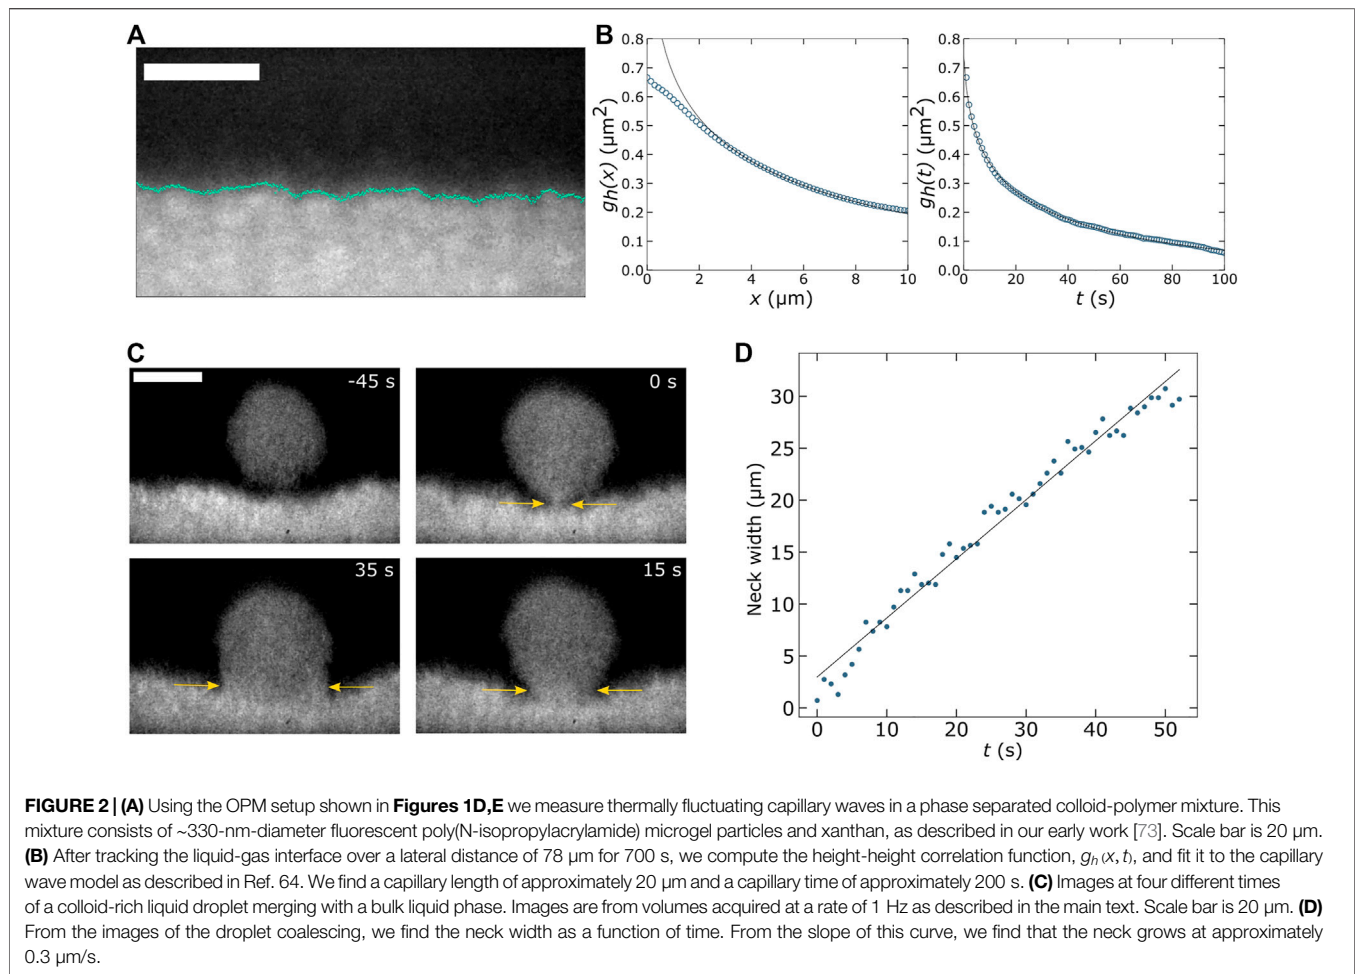 A
B
0.8
0.7
0.6
0.5
0.4
0.3
0.2
0.1
0.0
gh(x) (μm²)
0
2
4
6
8
10
x (μm)
0.8
0.7
0.6
0.5
0.4
0.3
0.2
0.1
0.0
gh(t) (μm²)
0
20
40
60
80
100
t (s)
C
-45 s
0 s
35 s
15 s
D
30
25
20
15
10
5
0
Neck width (μm)
0
10
20
30
40
50
t (s)
FIGURE 2 | (A) Using the OPM setup shown in Figures 1D,E we measure thermally fluctuating capillary waves in a phase separated colloid-polymer mixture. This
mixture consists of ~330-nm-diameter fluorescent poly(N-isopropylacrylamide) microgel particles and xanthan, as described in our early work [73]. Scale bar is 20 μm.
(B) After tracking the liquid-gas interface over a lateral distance of 78 μm for 700 s, we compute the height-height correlation function, gh (x, t), and fit it to the capillary
wave model as described in Ref. 64. We find a capillary length of approximately 20 μm and a capillary time of approximately 200 s. (C) Images at four different times
of a colloid-rich liquid droplet merging with a bulk liquid phase. Images are from volumes acquired at a rate of 1 Hz as described in the main text. Scale bar is 20 μm. (D)
From the images of the droplet coalescing, we find the neck width as a function of time. From the slope of this curve, we find that the neck grows at approximately
0.3 μm/s.